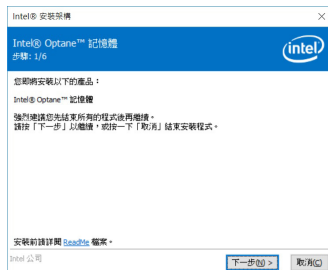 Intel® 安裝架構
Intel® Optane™ 記憶體
步驟: 1/6
intel
您即將安裝以下的產品：
Intel® Optane™ 記憶體
強烈建議您先結束所有的程式後再繼續。
請按「下一步」以繼續，或按一下「取消」結束安裝程式。
安裝前請詳閱 ReadMe 檔案。
Intel 公司
下一步(N) >
取消(C)